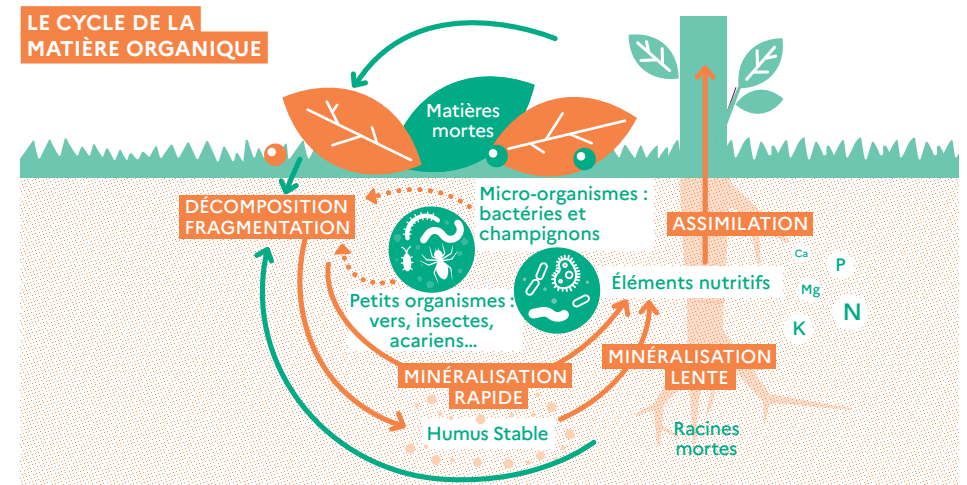 LE CYCLE DE LA
MATIÈRE ORGANIQUE
Matières
mortes
DÉCOMPOSITION
FRAGMENTATION
Micro-organismes :
bactéries et
champignons
ASSIMILATION
Petits organismes :
vers, insectes,
acariens...
Éléments nutritifs
Ca
P
Mg
N
K
MINÉRALISATION
RAPIDE
MINÉRALISATION
LENTE
Humus Stable
Racines
mortes